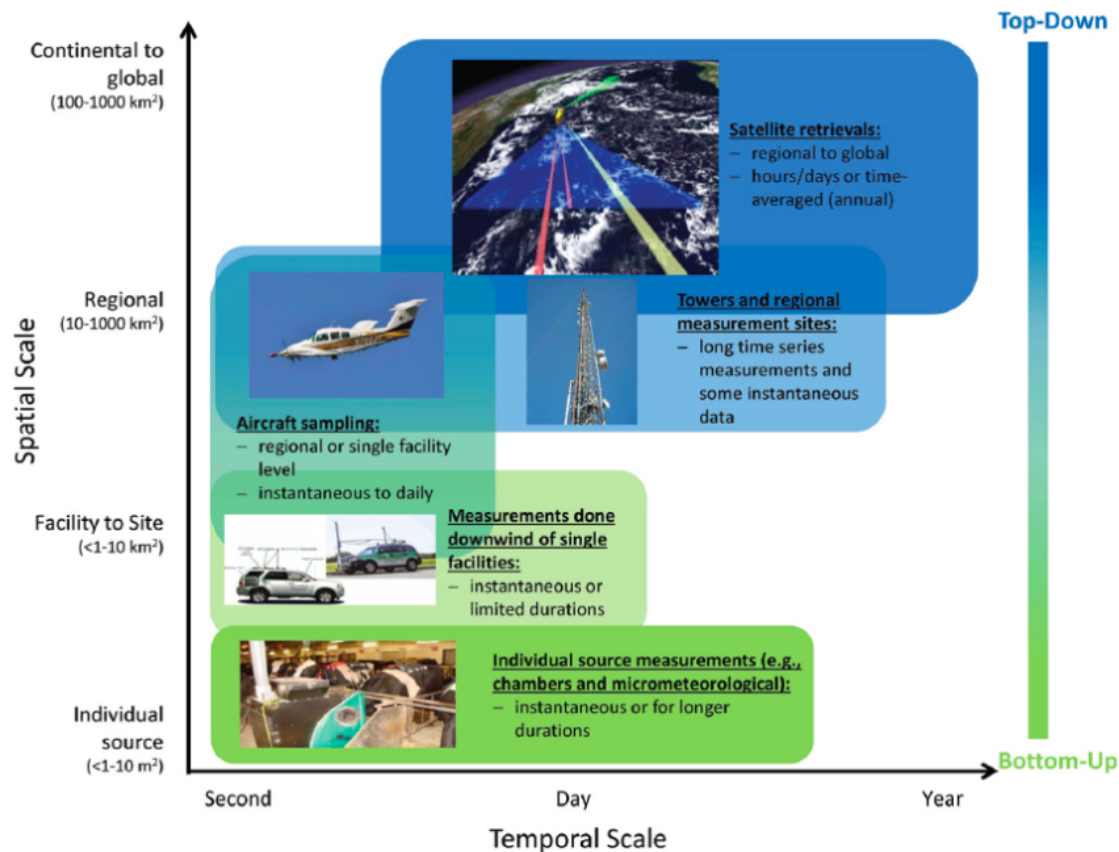 Top-Down
Continental to
global
(100-1000 km²)
Satellite retrievals:
– regional to global
– hours/days or time-
averaged (annual)
Regional
(10-1000 km²)
Towers and regional
measurement sites:
– long time series
measurements and
some instantaneous
data
Spatial Scale
Aircraft sampling:
– regional or single facility
level
– instantaneous to daily
Facility to Site
(<1-10 km²)
Measurements done
downwind of single
facilities:
– instantaneous or
limited durations
Individual source measurements (e.g.,
chambers and micrometeorological):
– instantaneous or for longer
durations
Individual
source
(<1-10 m²)
Bottom-Up
Second
Day
Year
Temporal Scale